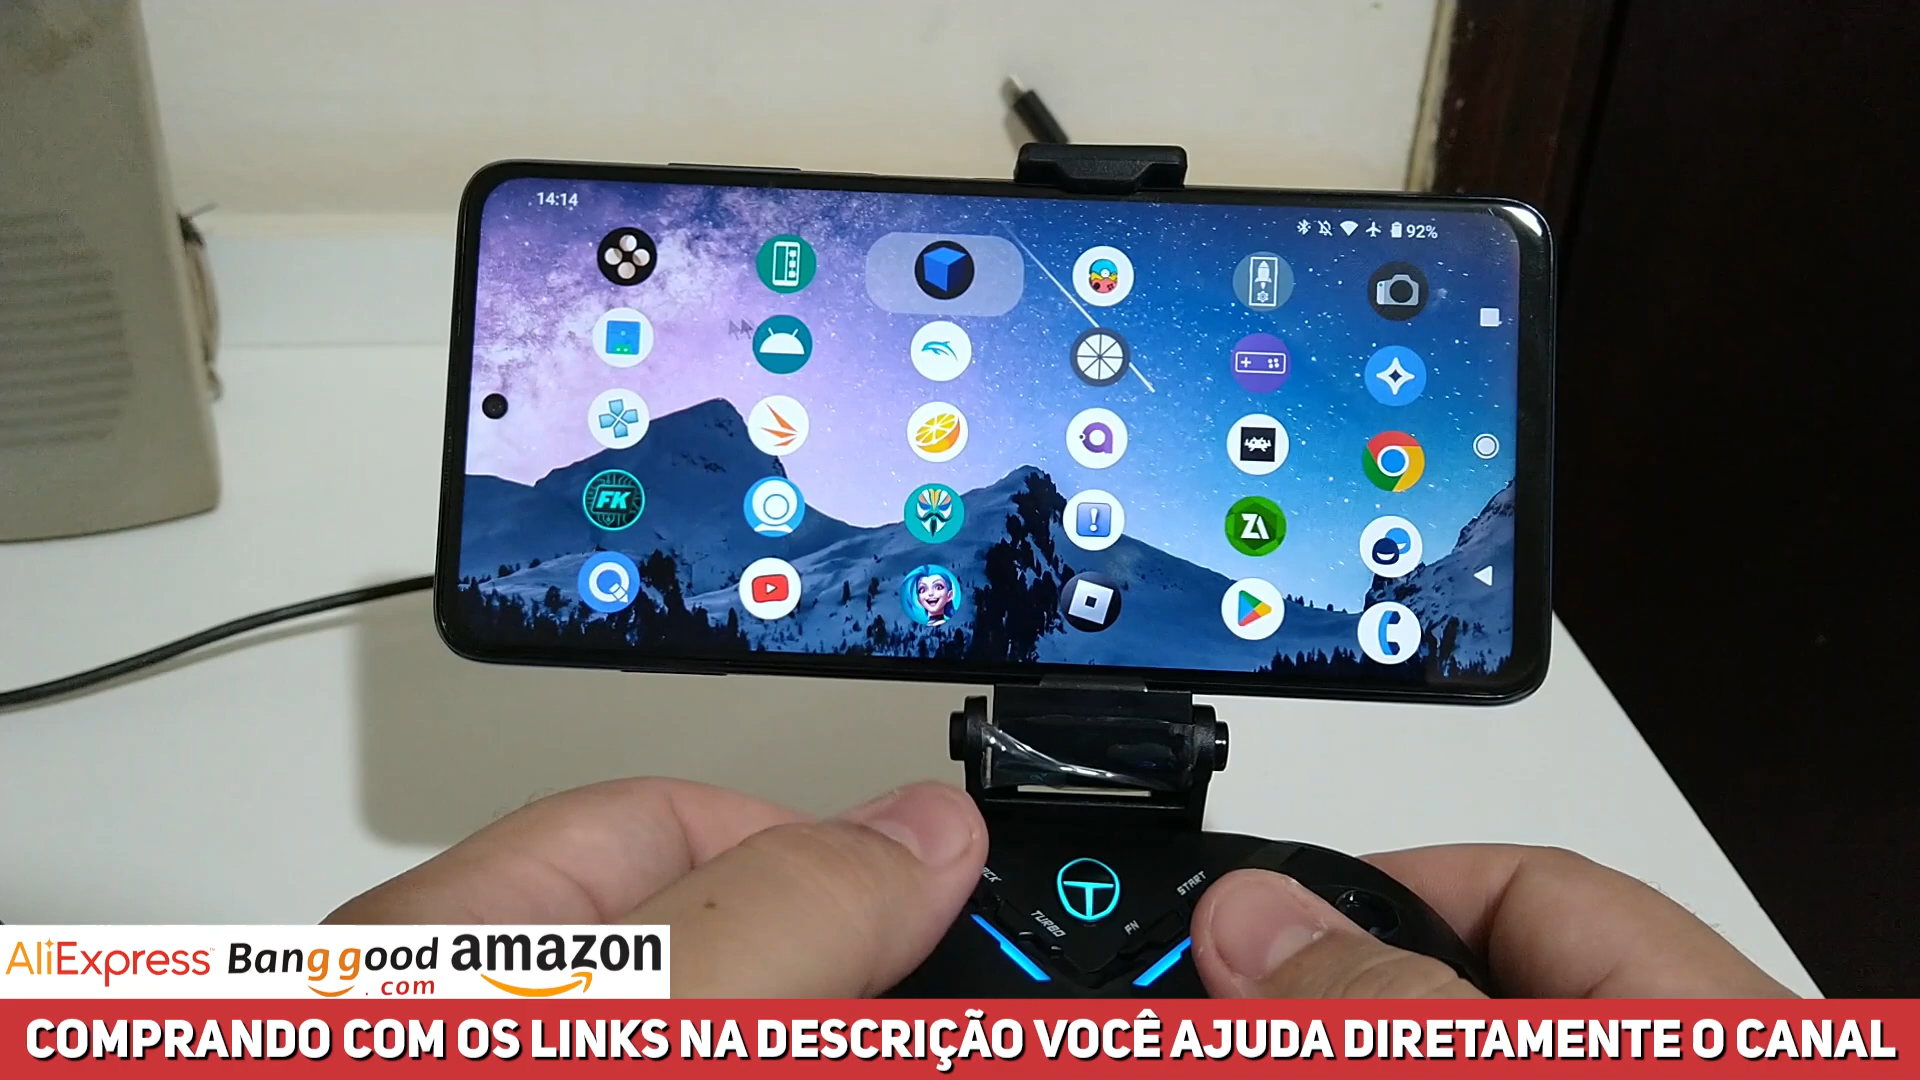 14:14
92%
FK
ZA
START
TURBO
FN
AliExpress Banggood.com amazon
COMPRANDO COM OS LINKS NA DESCRIÇÃO VOCÊ AJUDA DIRETAMENTE O CANAL